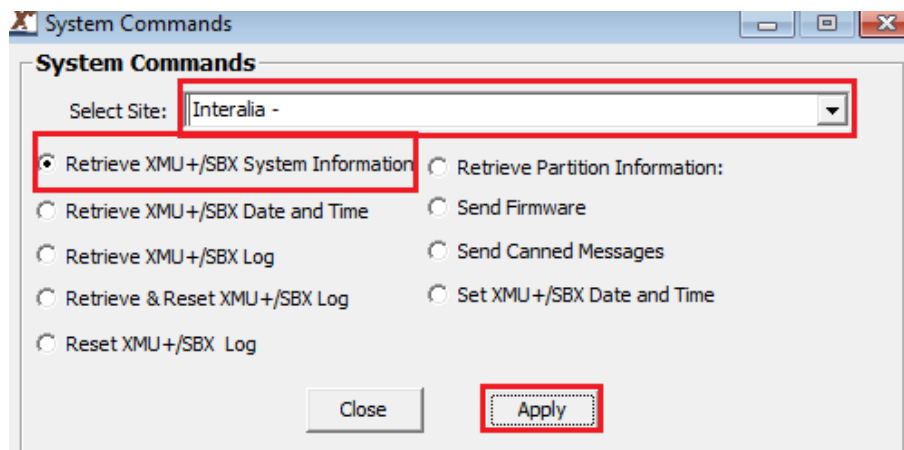 System Commands
System Commands
Select Site: Interalia -
Retrieve XMU+/SBX System Information
Retrieve Partition Information:
Retrieve XMU+/SBX Date and Time
Send Firmware
Retrieve XMU+/SBX Log
Send Canned Messages
Retrieve & Reset XMU+/SBX Log
Set XMU+/SBX Date and Time
Reset XMU+/SBX  Log
Close
Apply